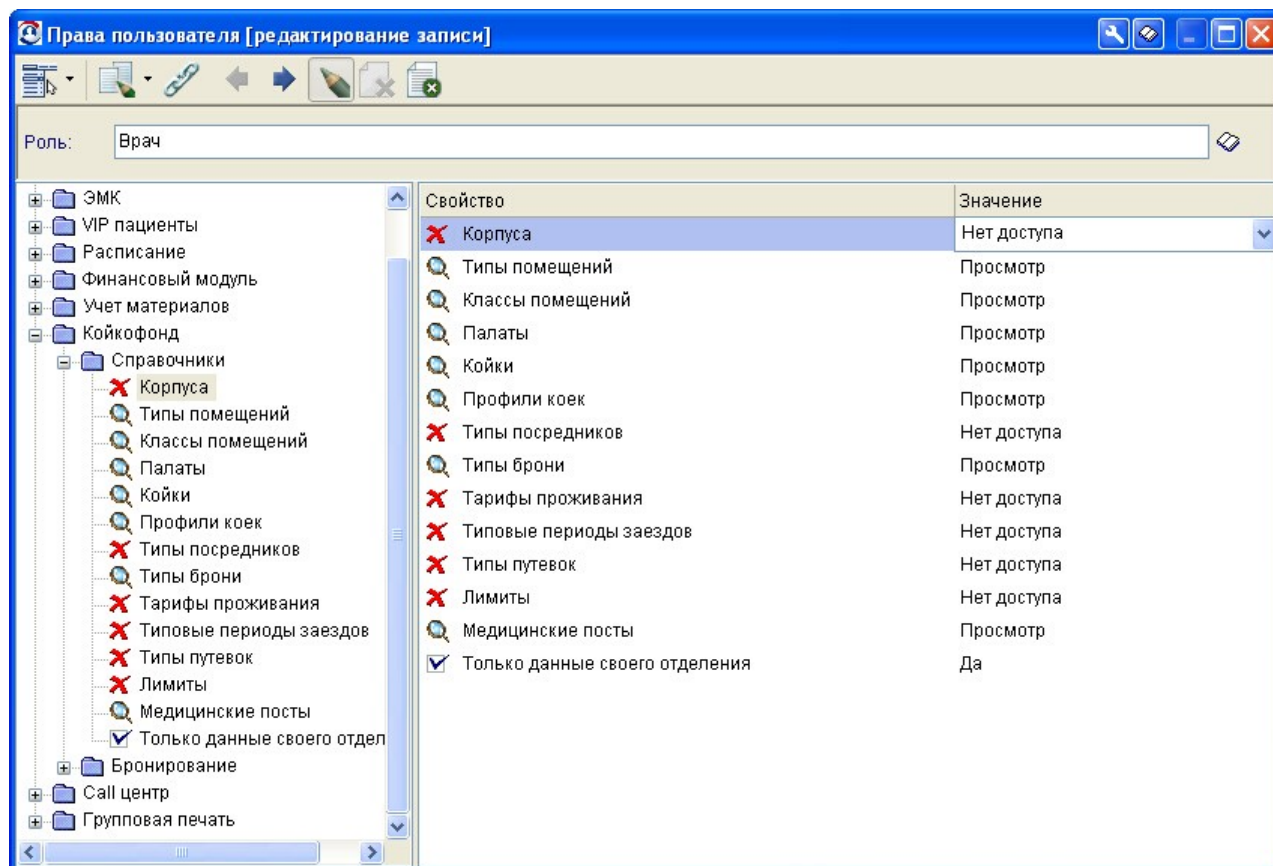 Права пользователя [редактирование записи]
Роль: Врач
ЭМК
VIP пациенты
Расписание
Финансовый модуль
Учет материалов
Койкофонд
Справочники
Корпуса
Типы помещений
Классы помещений
Палаты
Койки
Профили коек
Типы посредников
Типы брони
Тарифы проживания
Типовые периоды заездов
Типы путевок
Лимиты
Медицинские посты
Только данные своего отдел
Бронирование
Call центр
Групповая печать
Свойство Значение
Корпуса Нет доступа
Типы помещений Просмотр
Классы помещений Просмотр
Палаты Просмотр
Койки Просмотр
Профили коек Просмотр
Типы посредников Нет доступа
Типы брони Просмотр
Тарифы проживания Нет доступа
Типовые периоды заездов Нет доступа
Типы путевок Нет доступа
Лимиты Нет доступа
Медицинские посты Просмотр
Только данные своего отделения Да